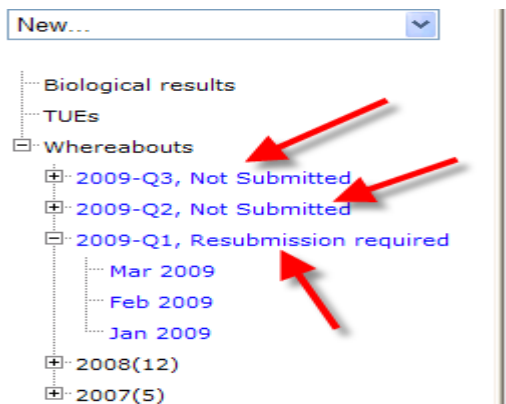 New...
Biological results
TUEs
Whereabouts
2009-Q3, Not Submitted
2009-Q2, Not Submitted
2009-Q1, Resubmission required
Mar 2009
Feb 2009
Jan 2009
2008(12)
2007(5)